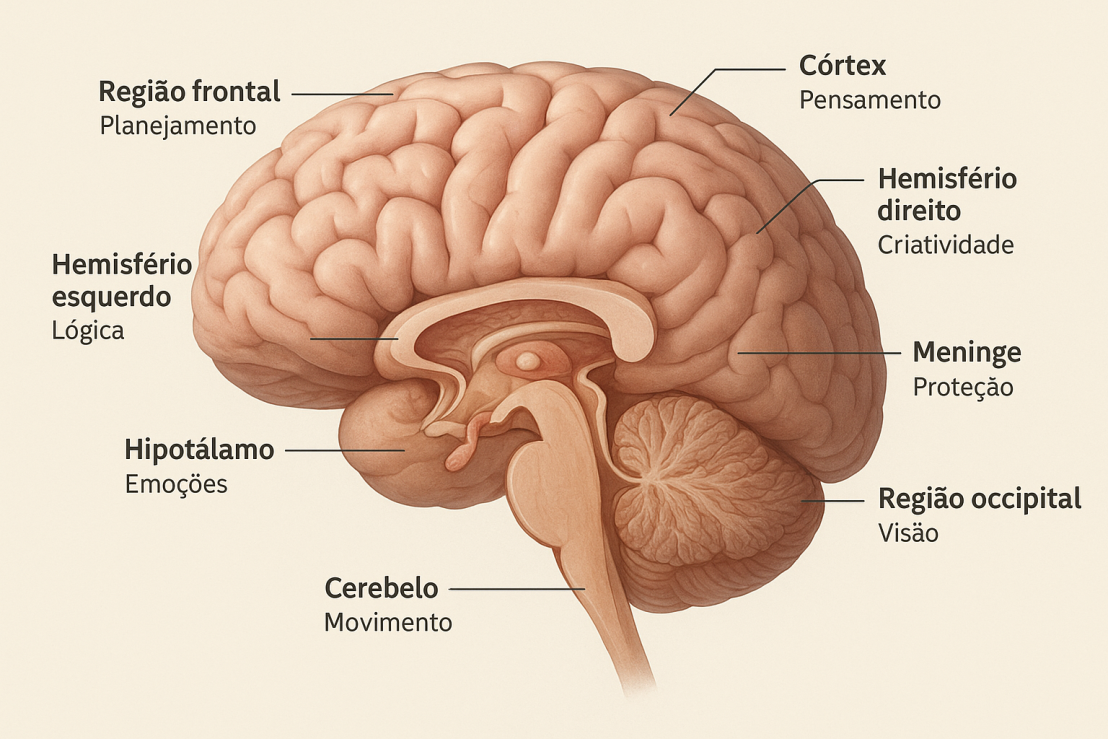 Região frontal
Planejamento
Córtex
Pensamento
Hemisfério
direito
Criatividade
Hemisfério
esquerdo
Lógica
Meninge
Proteção
Hipotálamo
Emoções
Região occipital
Visäo
Cerebelo
Movimento